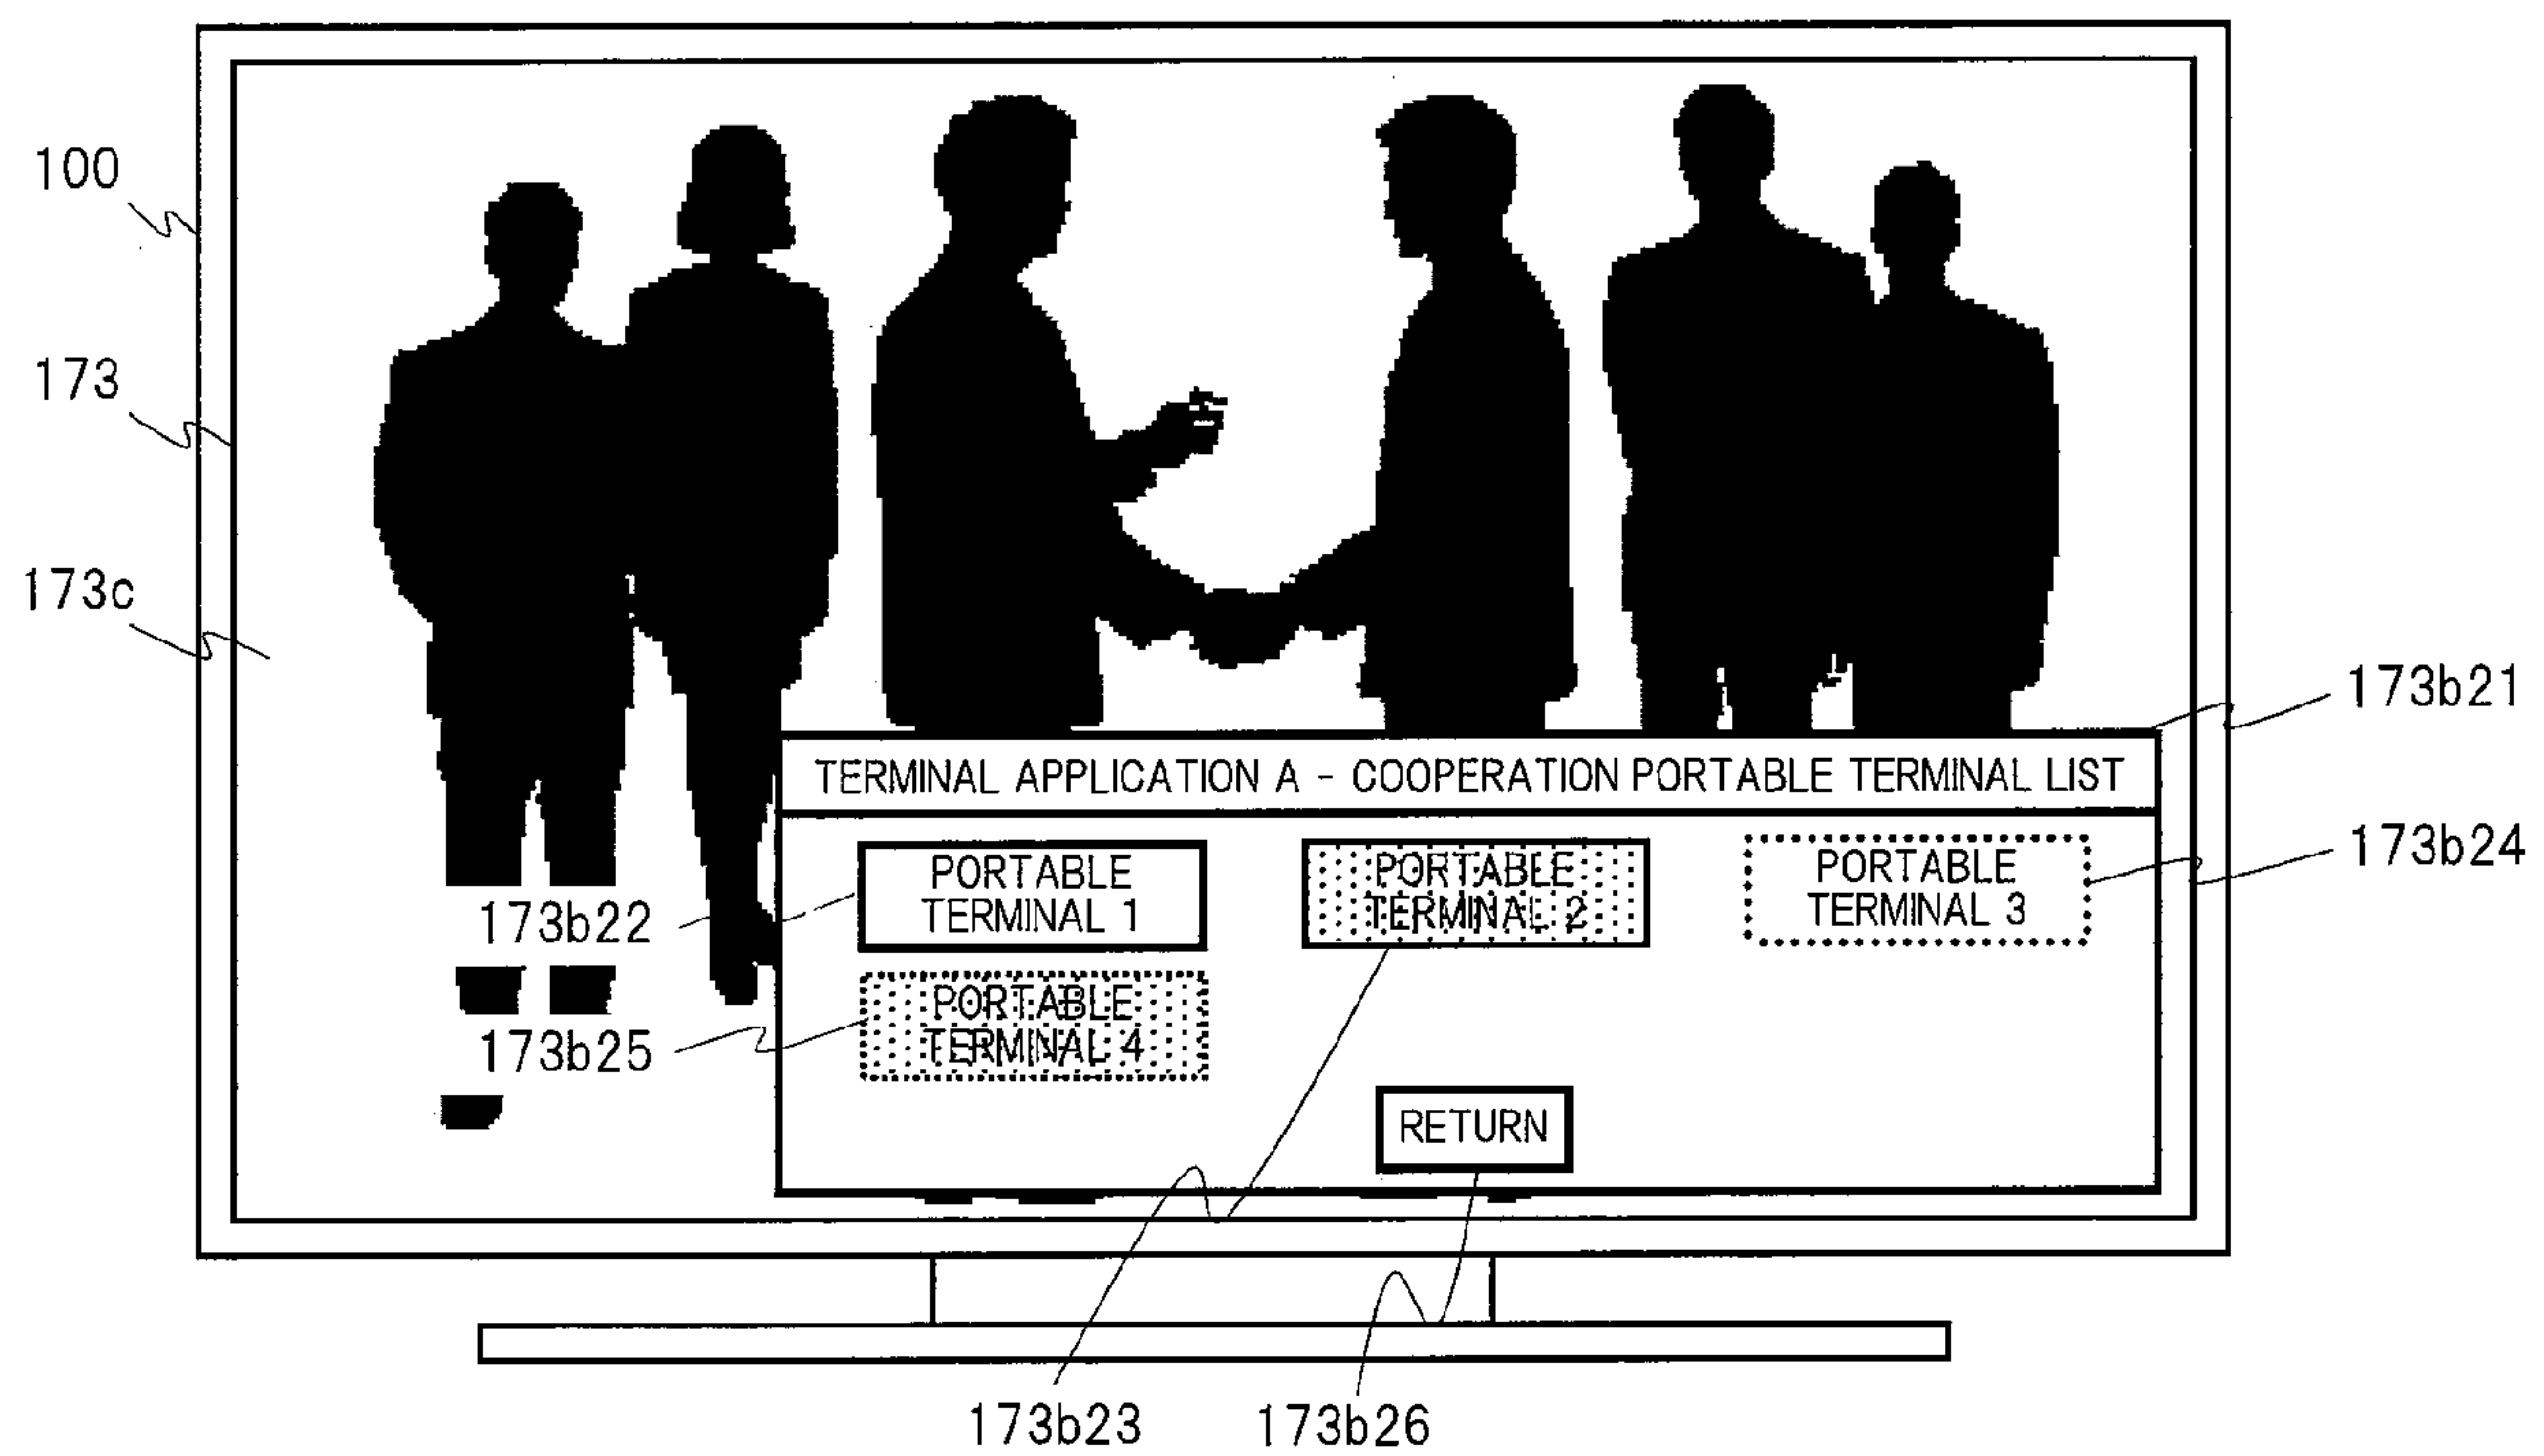 100
173
173c
173b21
TERMINAL APPLICATION A - COOPERATION PORTABLE TERMINAL LIST
173b24
PORTABLE
TERMINAL 1
PORTABLE
TERMINAL 2
PORTABLE
TERMINAL 3
173b22
PORTABLE
TERMINAL 4
173b25
RETURN
173b23
173b26